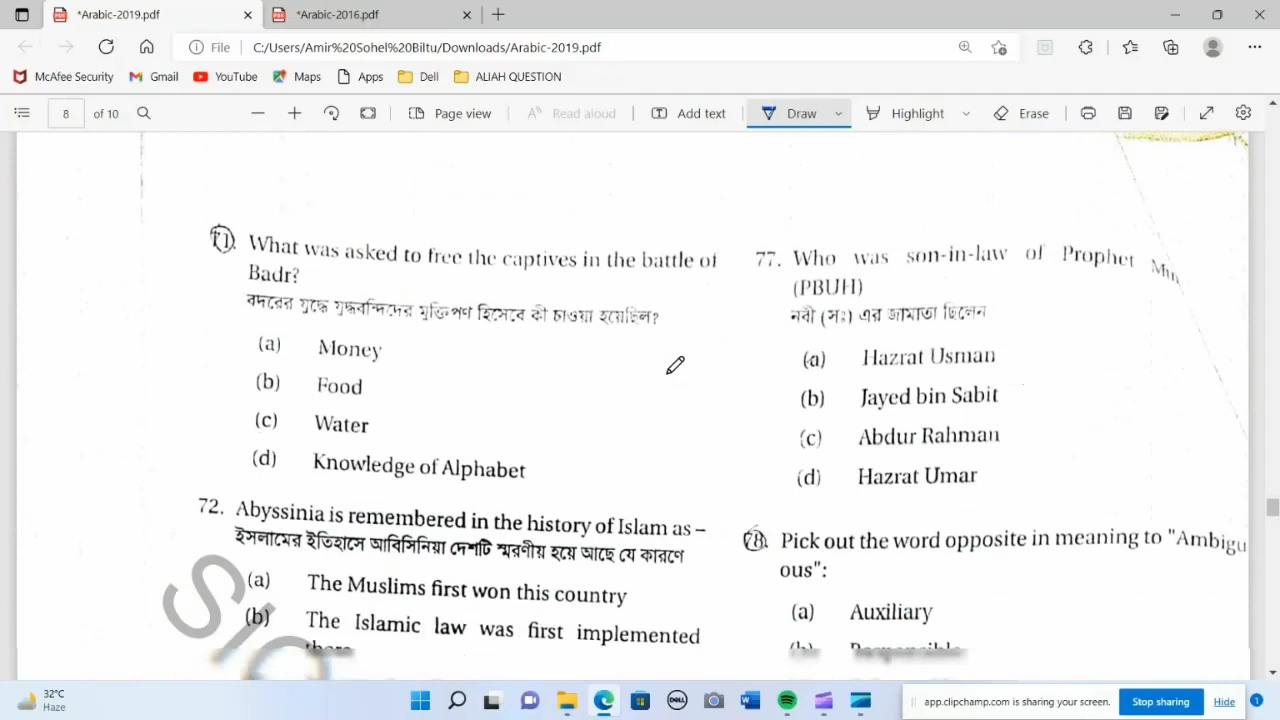 *Arabic-2019.pdf
*Arabic-2016.pdf
File C:/Users/Amir%20Sohel%20Biltu/Downloads/Arabic-2019.pdf
McAfee Security Gmail YouTube Maps Apps Dell ALIAH QUESTION
8 of 10 Page view Read aloud Add text Draw Highlight Erase
71. What was asked to free the captives in the battle of
Badr?
বদরের যুদ্ধে যুদ্ধবন্দিদের মুক্তিপণ হিসেবে কী চাওয়া হয়েছিল?
(a) Money
(b) Food
(c) Water
(d) Knowledge of Alphabet
72. Abyssinia is remembered in the history of Islam as –
ইসলামের ইতিহাসে আবিসিনিয়া দেশটি স্মরণীয় হয়ে আছে যে কারণে
(a) The Muslims first won this country
(b) The Islamic law was first implemented
there
77. Who was son-in-law of Prophet
(PBUH)
নবী (সঃ) এর জামাতা ছিলেন
(a) Hazrat Usman
(b) Jayed bin Sabit
(c) Abdur Rahman
(d) Hazrat Umar
78. Pick out the word opposite in meaning to "Ambigu
ous":
(a) Auxiliary
(b) Responsible
32°C
Haze
DELL
app.clipchamp.com is sharing your screen. Stop sharing Hide
1